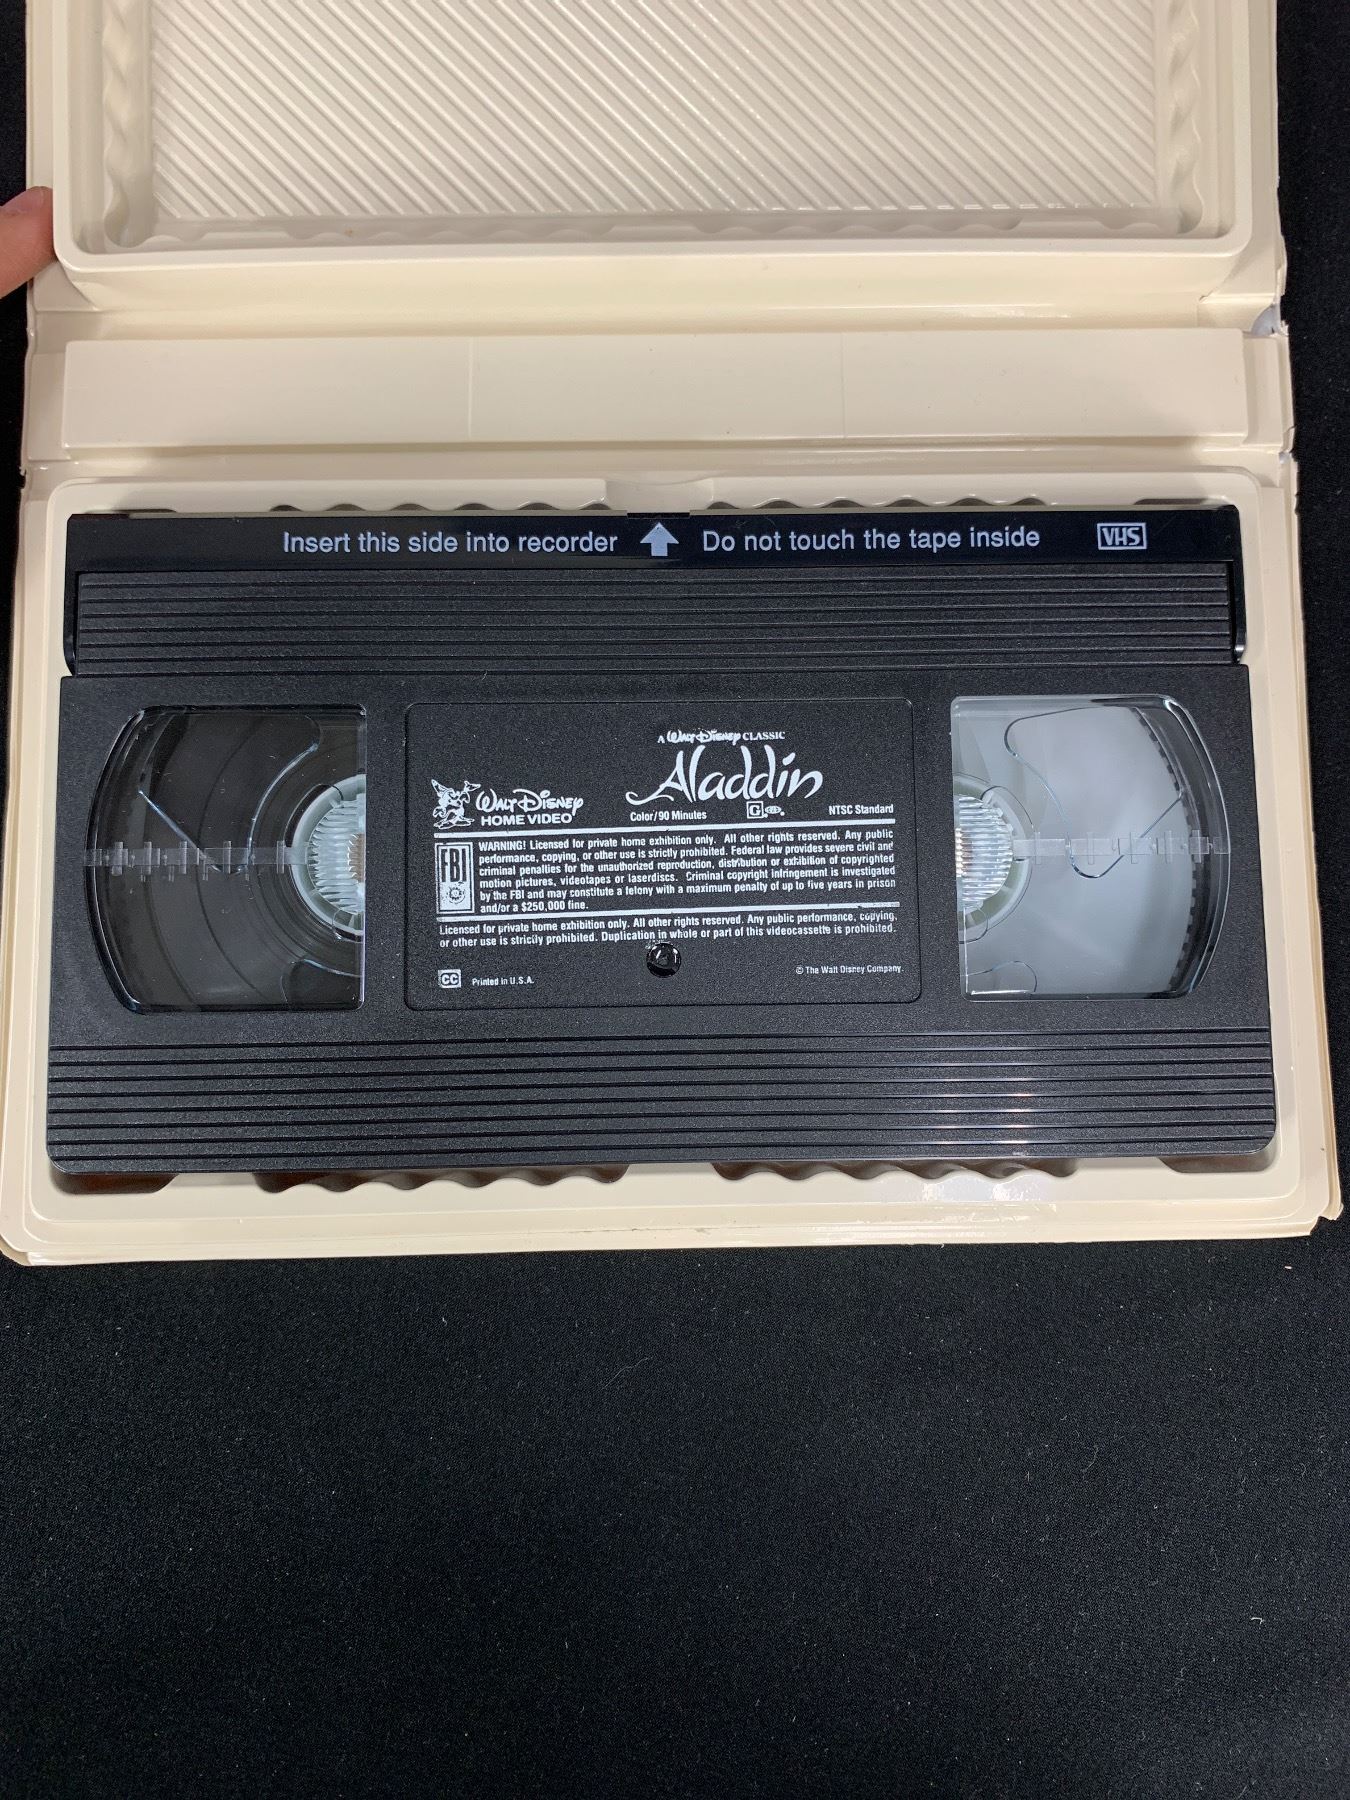 Insert this side into recorder Do not touch the tape inside VHS
A WALT DISNEY CLASSIC
Aladdin
WALT DISNEY
HOME VIDEO
Color/90 Minutes G NTSC Standard
FBI
WARNING! Licensed for private home exhibition only. All other rights reserved. Any public
performance, copying, or other use is strictly prohibited. Federal law provides severe civil and
criminal penalties for the unauthorized reproduction, distribution or exhibition of copyrighted
motion pictures, videotapes or laserdiscs. Criminal copyright infringement is investigated
by the FBI and may constitute a felony with a maximum penalty of up to five years in prison
and/or a $250,000 fine.
Licensed for private home exhibition only. All other rights reserved. Any public performance, copying,
or other use is strictly prohibited. Duplication in whole or part of this videocassette is prohibited.
CC Printed in U.S.A. © The Walt Disney Company.